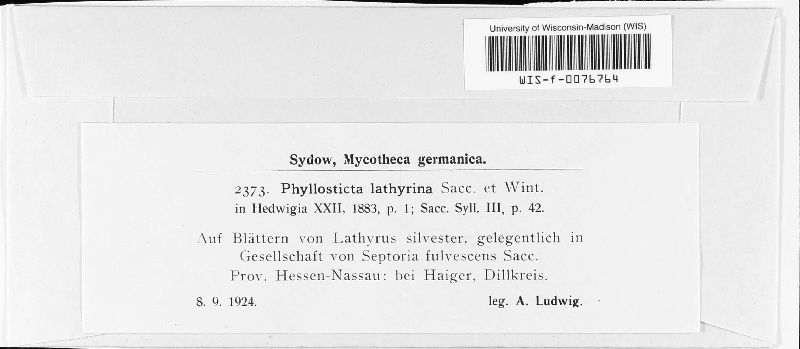 University of Wisconsin-Madison (WIS)
WIS-f-0076764
Sydow, Mycotheca germanica.
2373. Phyllosticta lathyrina Sacc. et Wint.
in Hedwigia XXII, 1883, p. 1; Sacc. Syll. III, p. 42.
Auf Blättern von Lathyrus silvester, gelegentlich in
Gesellschaft von Septoria fulvescens Sacc.
Prov. Hessen-Nassau: bei Haiger, Dillkreis.
8. 9. 1924. leg. A. Ludwig.